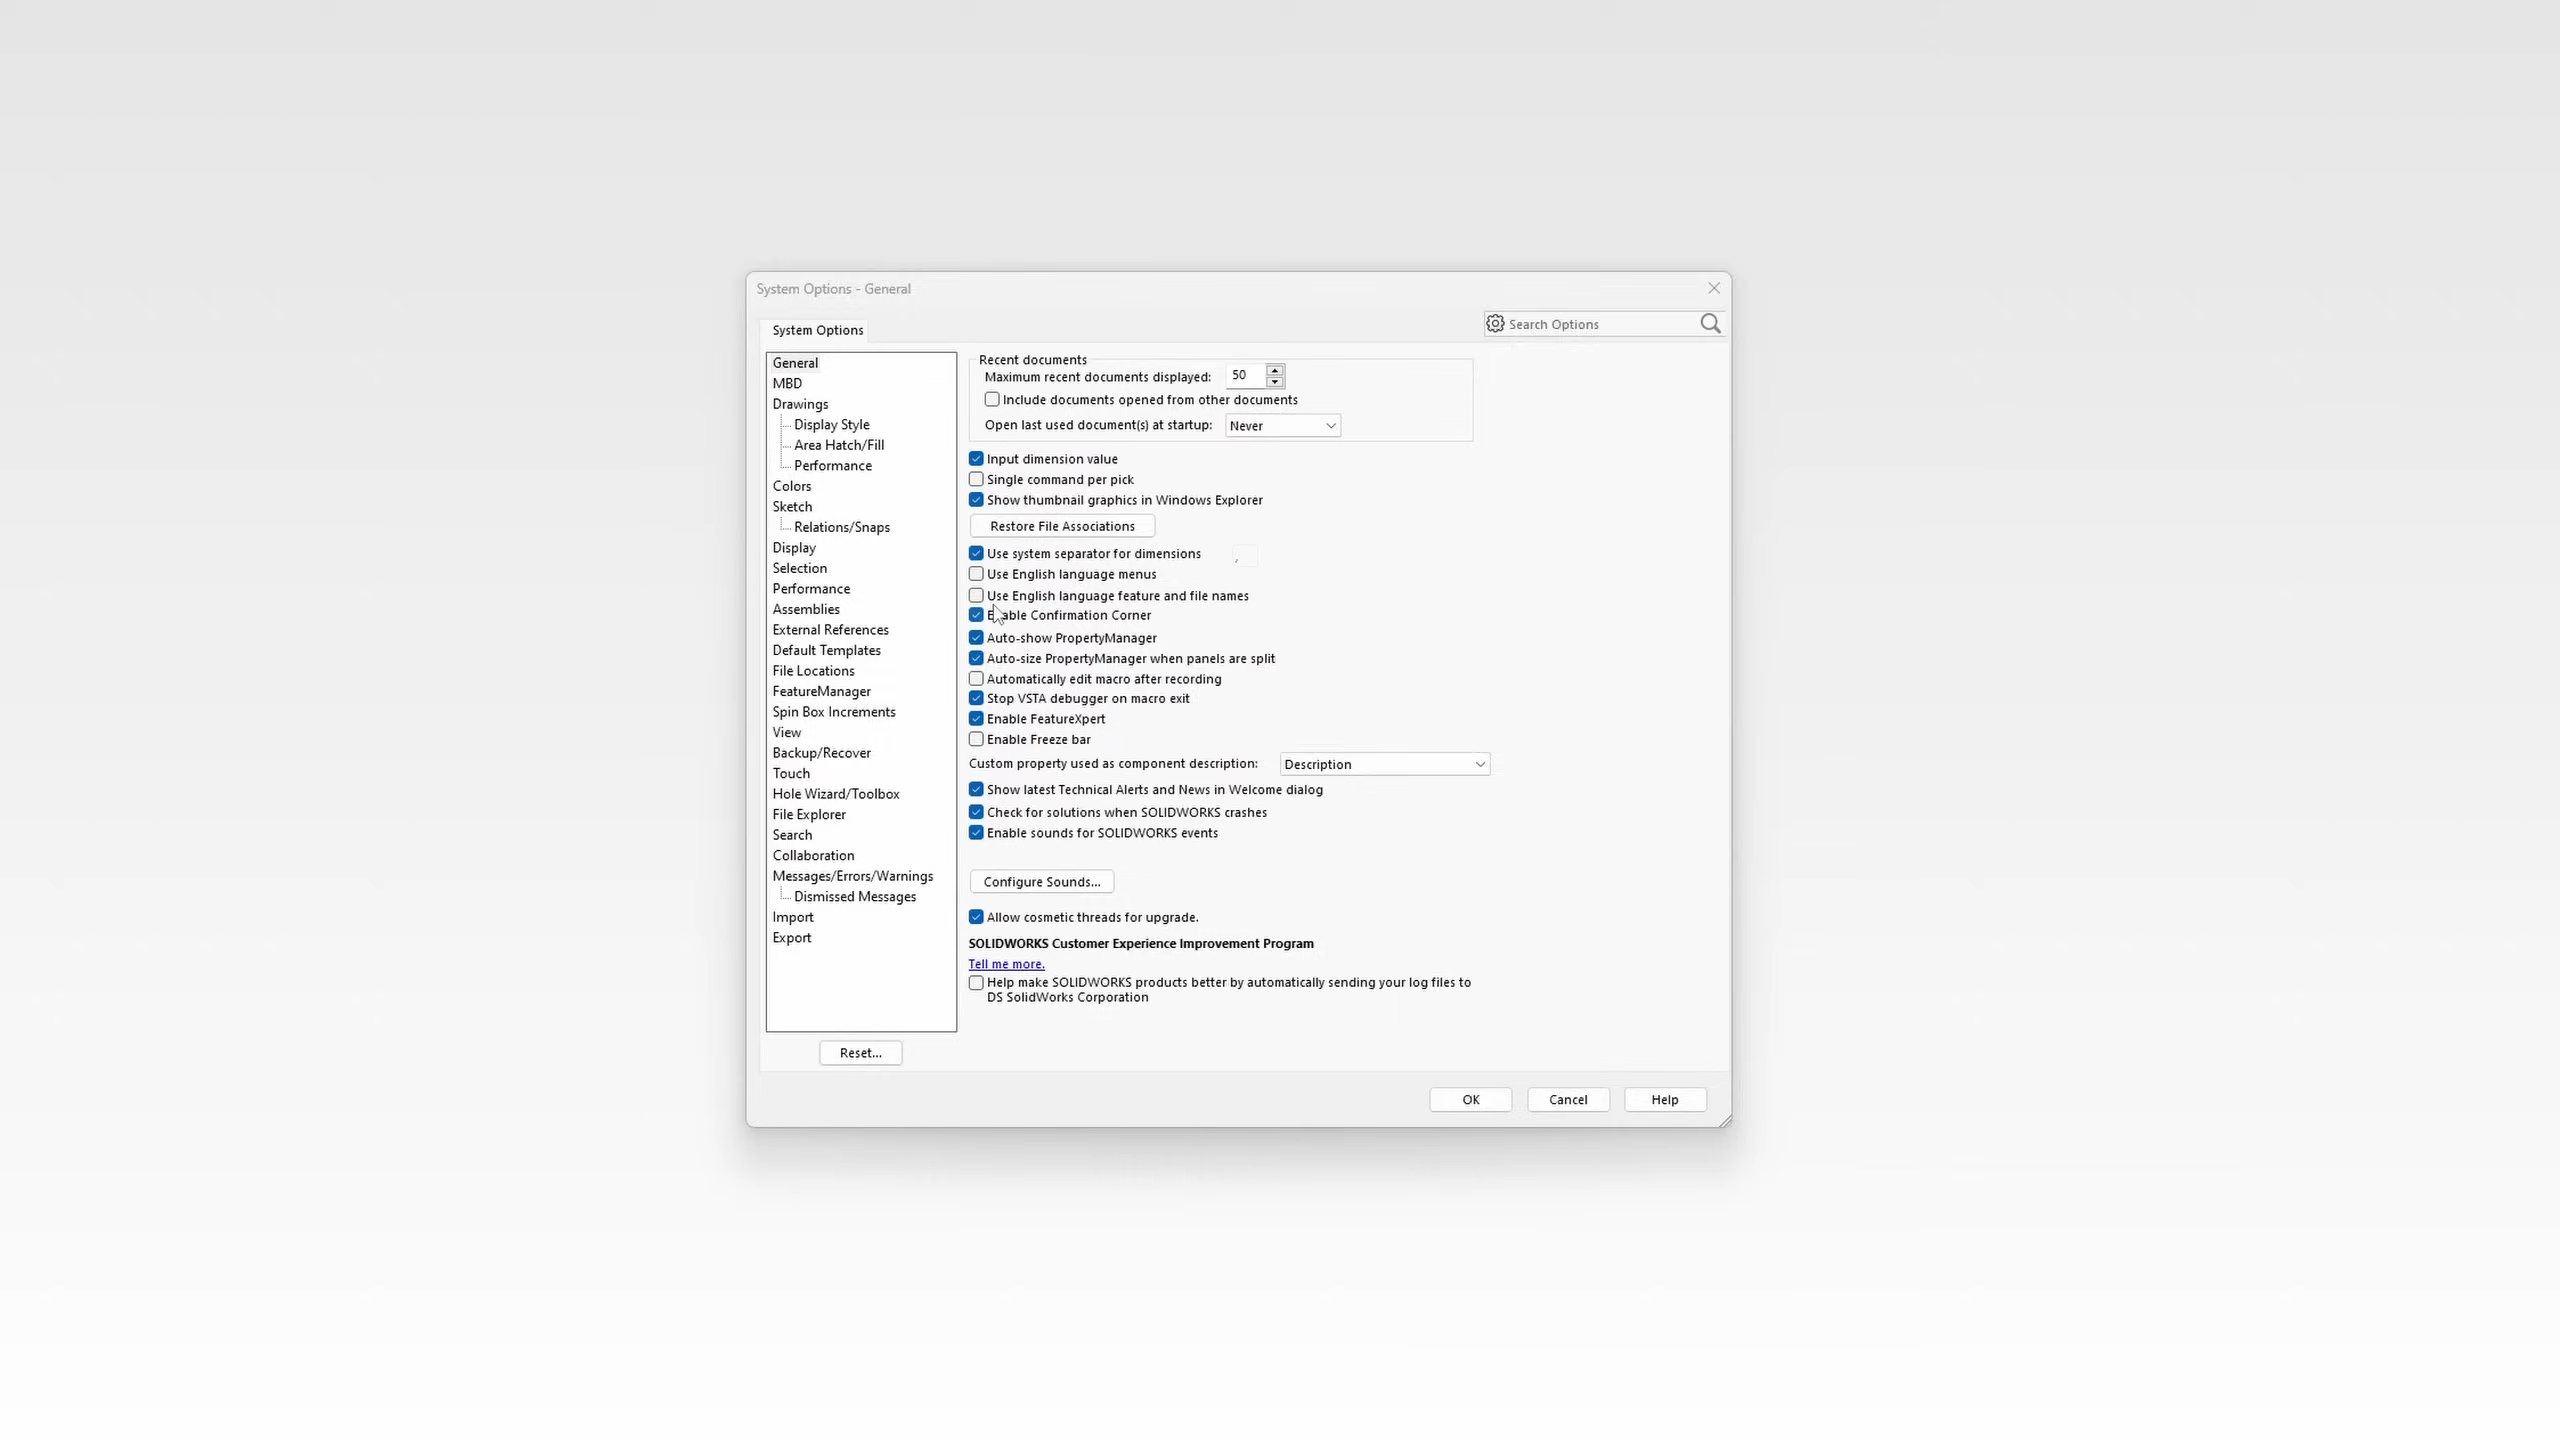 System Options - General
System Options
Search Options
General
MBD
Drawings
Display Style
Area Hatch/Fill
Performance
Colors
Sketch
Relations/Snaps
Display
Selection
Performance
Assemblies
External References
Default Templates
File Locations
FeatureManager
Spin Box Increments
View
Backup/Recover
Touch
Hole Wizard/Toolbox
File Explorer
Search
Collaboration
Messages/Errors/Warnings
Dismissed Messages
Import
Export
Reset...
Recent documents
Maximum recent documents displayed: 50
Include documents opened from other documents
Open last used document(s) at startup: Never
Input dimension value
Single command per pick
Show thumbnail graphics in Windows Explorer
Restore File Associations
Use system separator for dimensions ,
Use English language menus
Use English language feature and file names
Enable Confirmation Corner
Auto-show PropertyManager
Auto-size PropertyManager when panels are split
Automatically edit macro after recording
Stop VSTA debugger on macro exit
Enable FeatureXpert
Enable Freeze bar
Custom property used as component description: Description
Show latest Technical Alerts and News in Welcome dialog
Check for solutions when SOLIDWORKS crashes
Enable sounds for SOLIDWORKS events
Configure Sounds...
Allow cosmetic threads for upgrade.
SOLIDWORKS Customer Experience Improvement Program
Tell me more.
Help make SOLIDWORKS products better by automatically sending your log files to
DS SolidWorks Corporation
OK Cancel Help